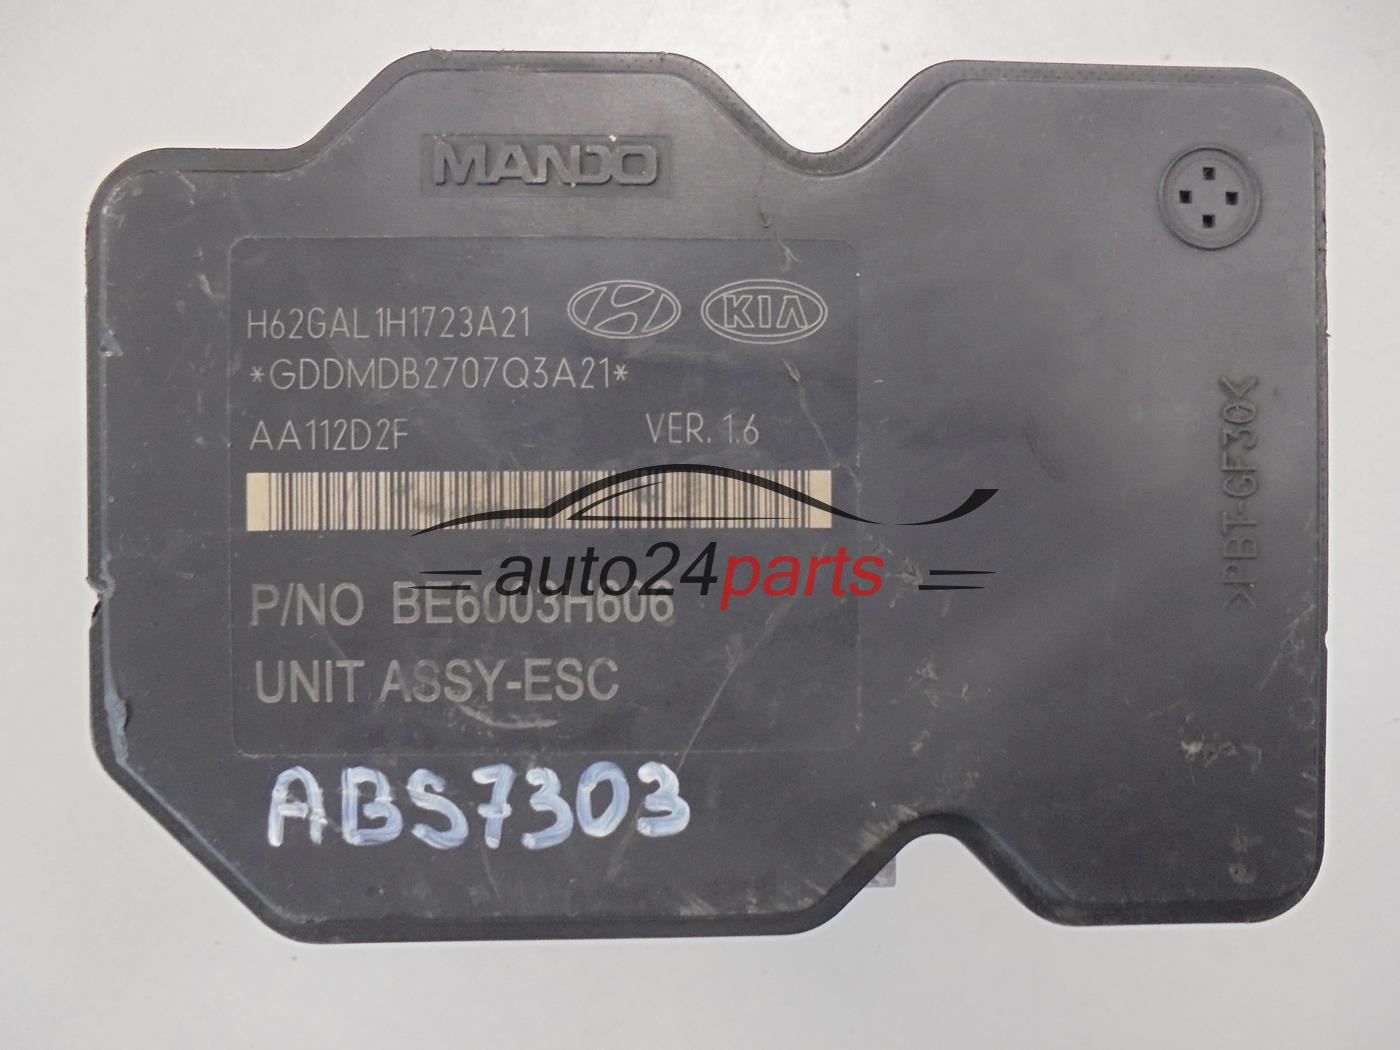 MANDO
H62GAL1H1723A21
KIA
*GDDMDB2707Q3A21*
AA112D2F VER. 1.6
auto24parts
P/NO BE6003H606
UNIT ASSY-ESC
ABS7303
>PBT-GF30<